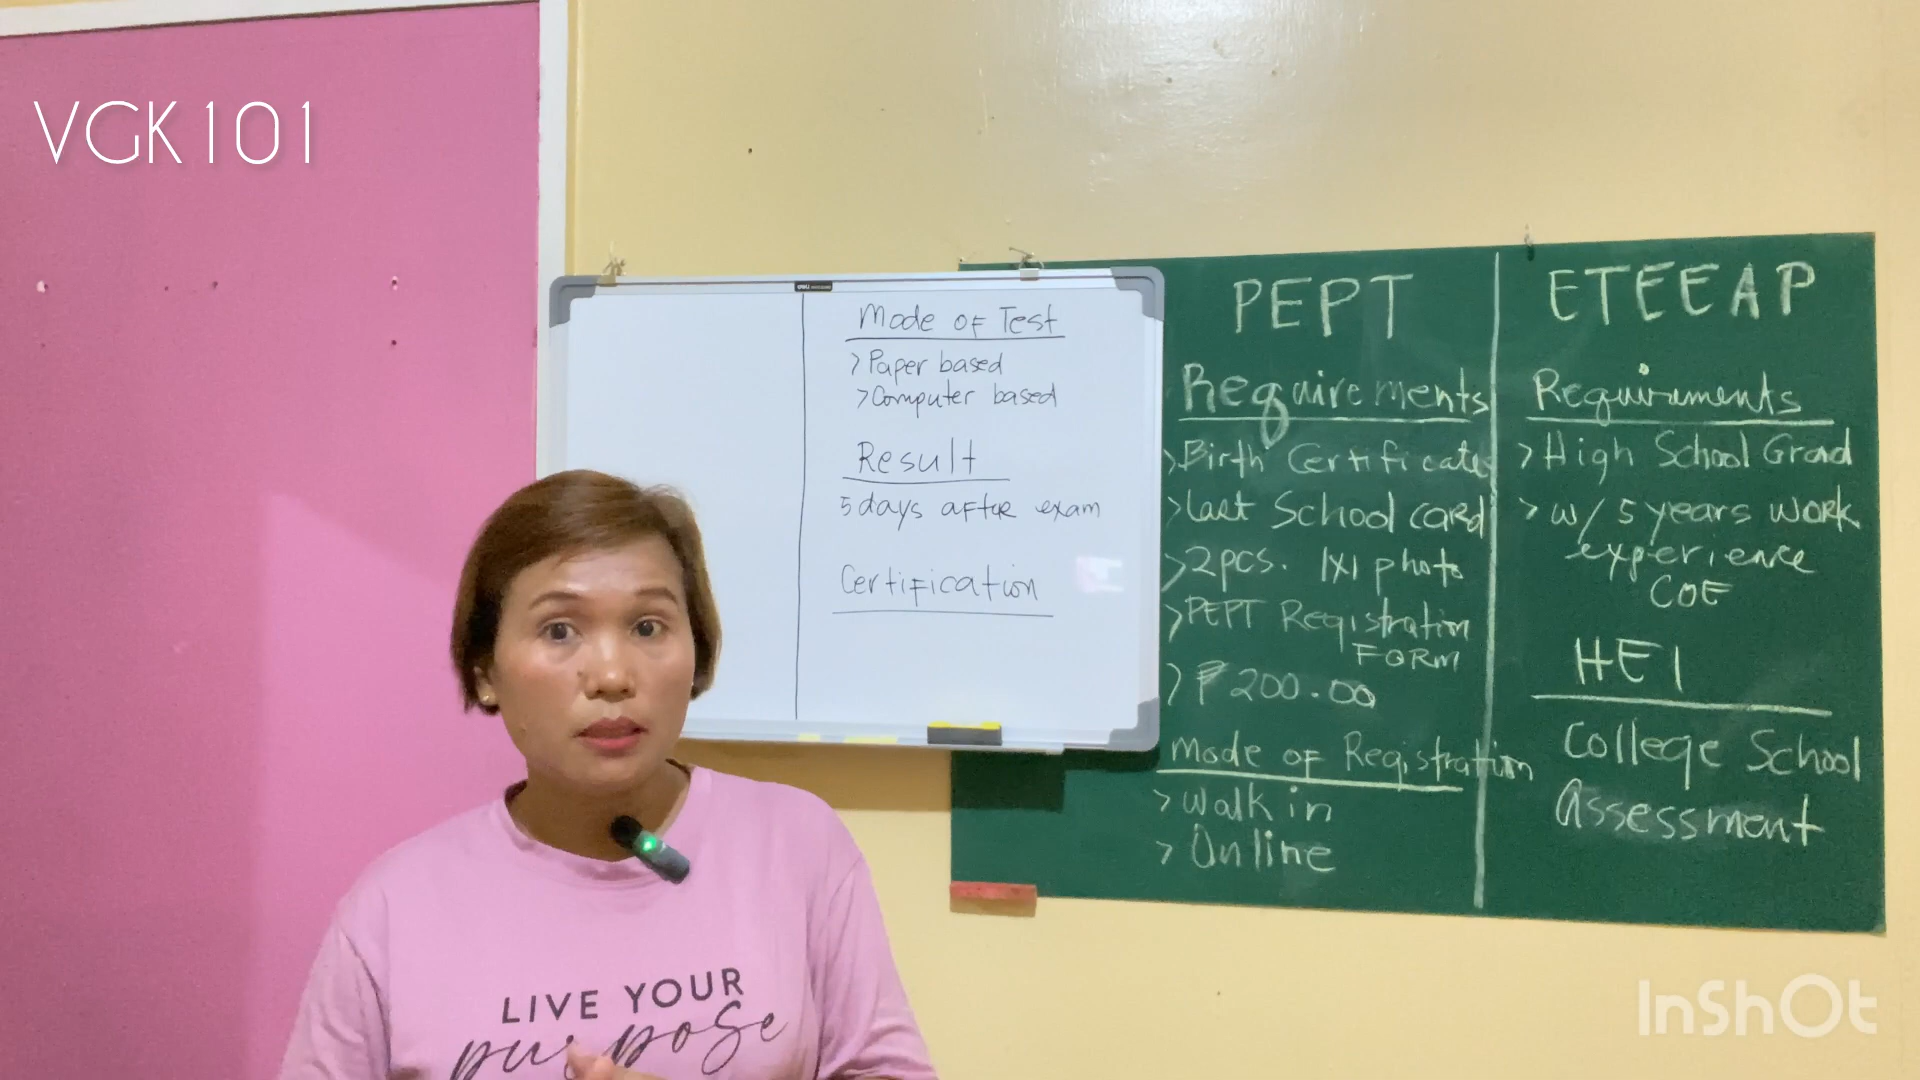 VGK101
Mode of Test
> Paper based
> Computer based
Result
5 days after exam
Certification
PEPT
Requirements
> Birth Certificate
> Last School card
> 2pcs. 1x1 photo
> PEPT Registration
FORM
> ₱ 200.00
Mode of Registration
> Walk in
> Online
ETEEAP
Requirements
> High School Grad
> w/ 5 years work
experience
COE
HEI
College School
Assessment
LIVE YOUR
purpose
InShOt